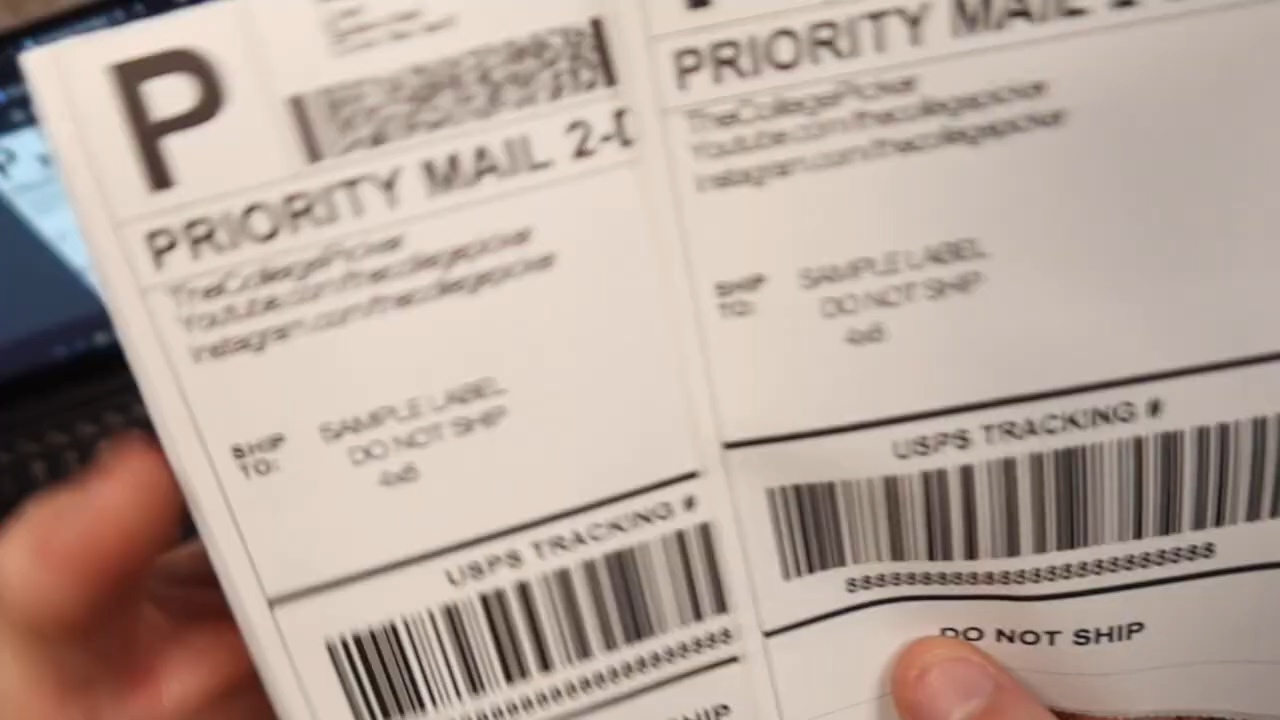 P
PRIORITY MAIL 2-D
TheCollegePicker
Youtube.com/thecollegepicker
Instagram.com/thecollegepicker
SHIP TO:
SAMPLE LABEL
DO NOT SHIP
4x6
USPS TRACKING #
SHIP
PRIORITY MAIL 2-
TheCollegePicker
Youtube.com/thecollegepicker
Instagram.com/thecollegepicker
SHIP TO:
SAMPLE LABEL
DO NOT SHIP
4x6
USPS TRACKING #
DO NOT SHIP